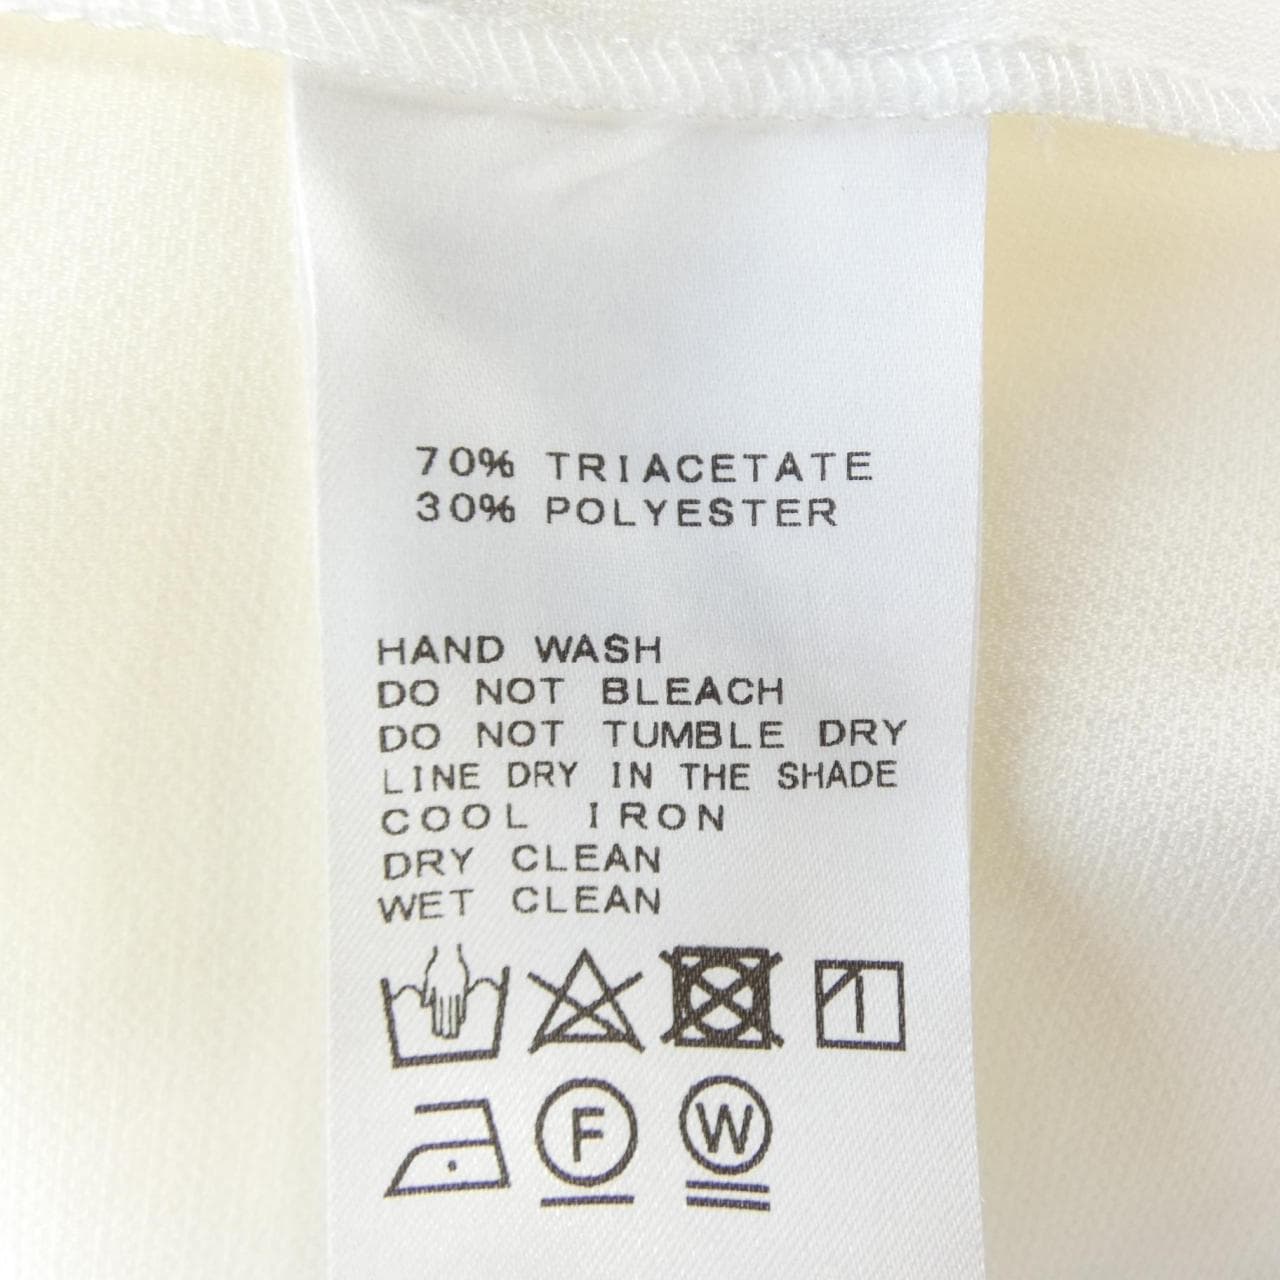 70% TRIACETATE
30% POLYESTER
HAND WASH
DO NOT BLEACH
DO NOT TUMBLE DRY
LINE DRY IN THE SHADE
COOL IRON
DRY CLEAN
WET CLEAN
F W